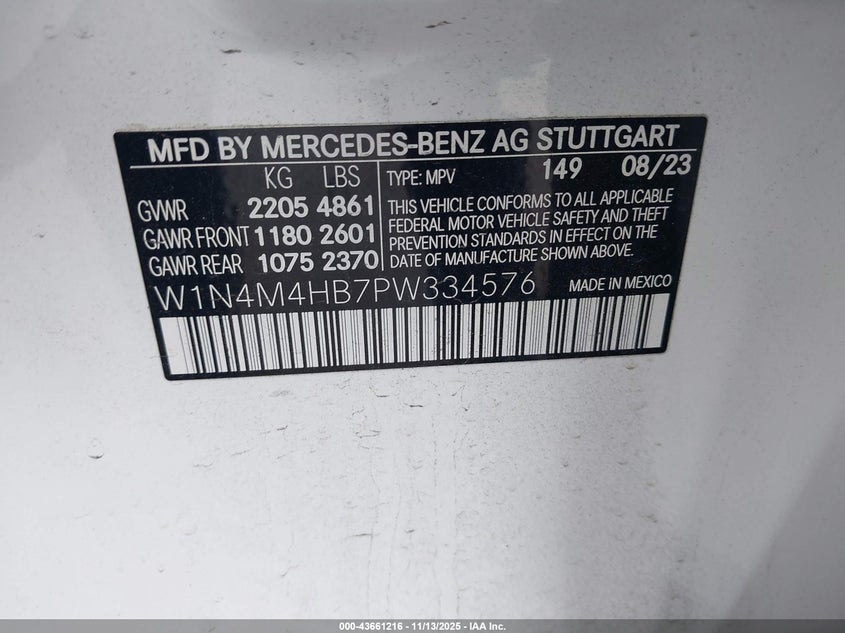 MFD BY MERCEDES-BENZ AG STUTTGART
KG LBS
GVWR 2205 4861
GAWR FRONT 1180 2601
GAWR REAR 1075 2370
TYPE: MPV 149 08/23
THIS VEHICLE CONFORMS TO ALL APPLICABLE
FEDERAL MOTOR VEHICLE SAFETY AND THEFT
PREVENTION STANDARDS IN EFFECT ON THE
DATE OF MANUFACTURE SHOWN ABOVE.
W1N4M4HB7PW334576 MADE IN MEXICO
000-43661216 - 11/13/2025 - IAA Inc.